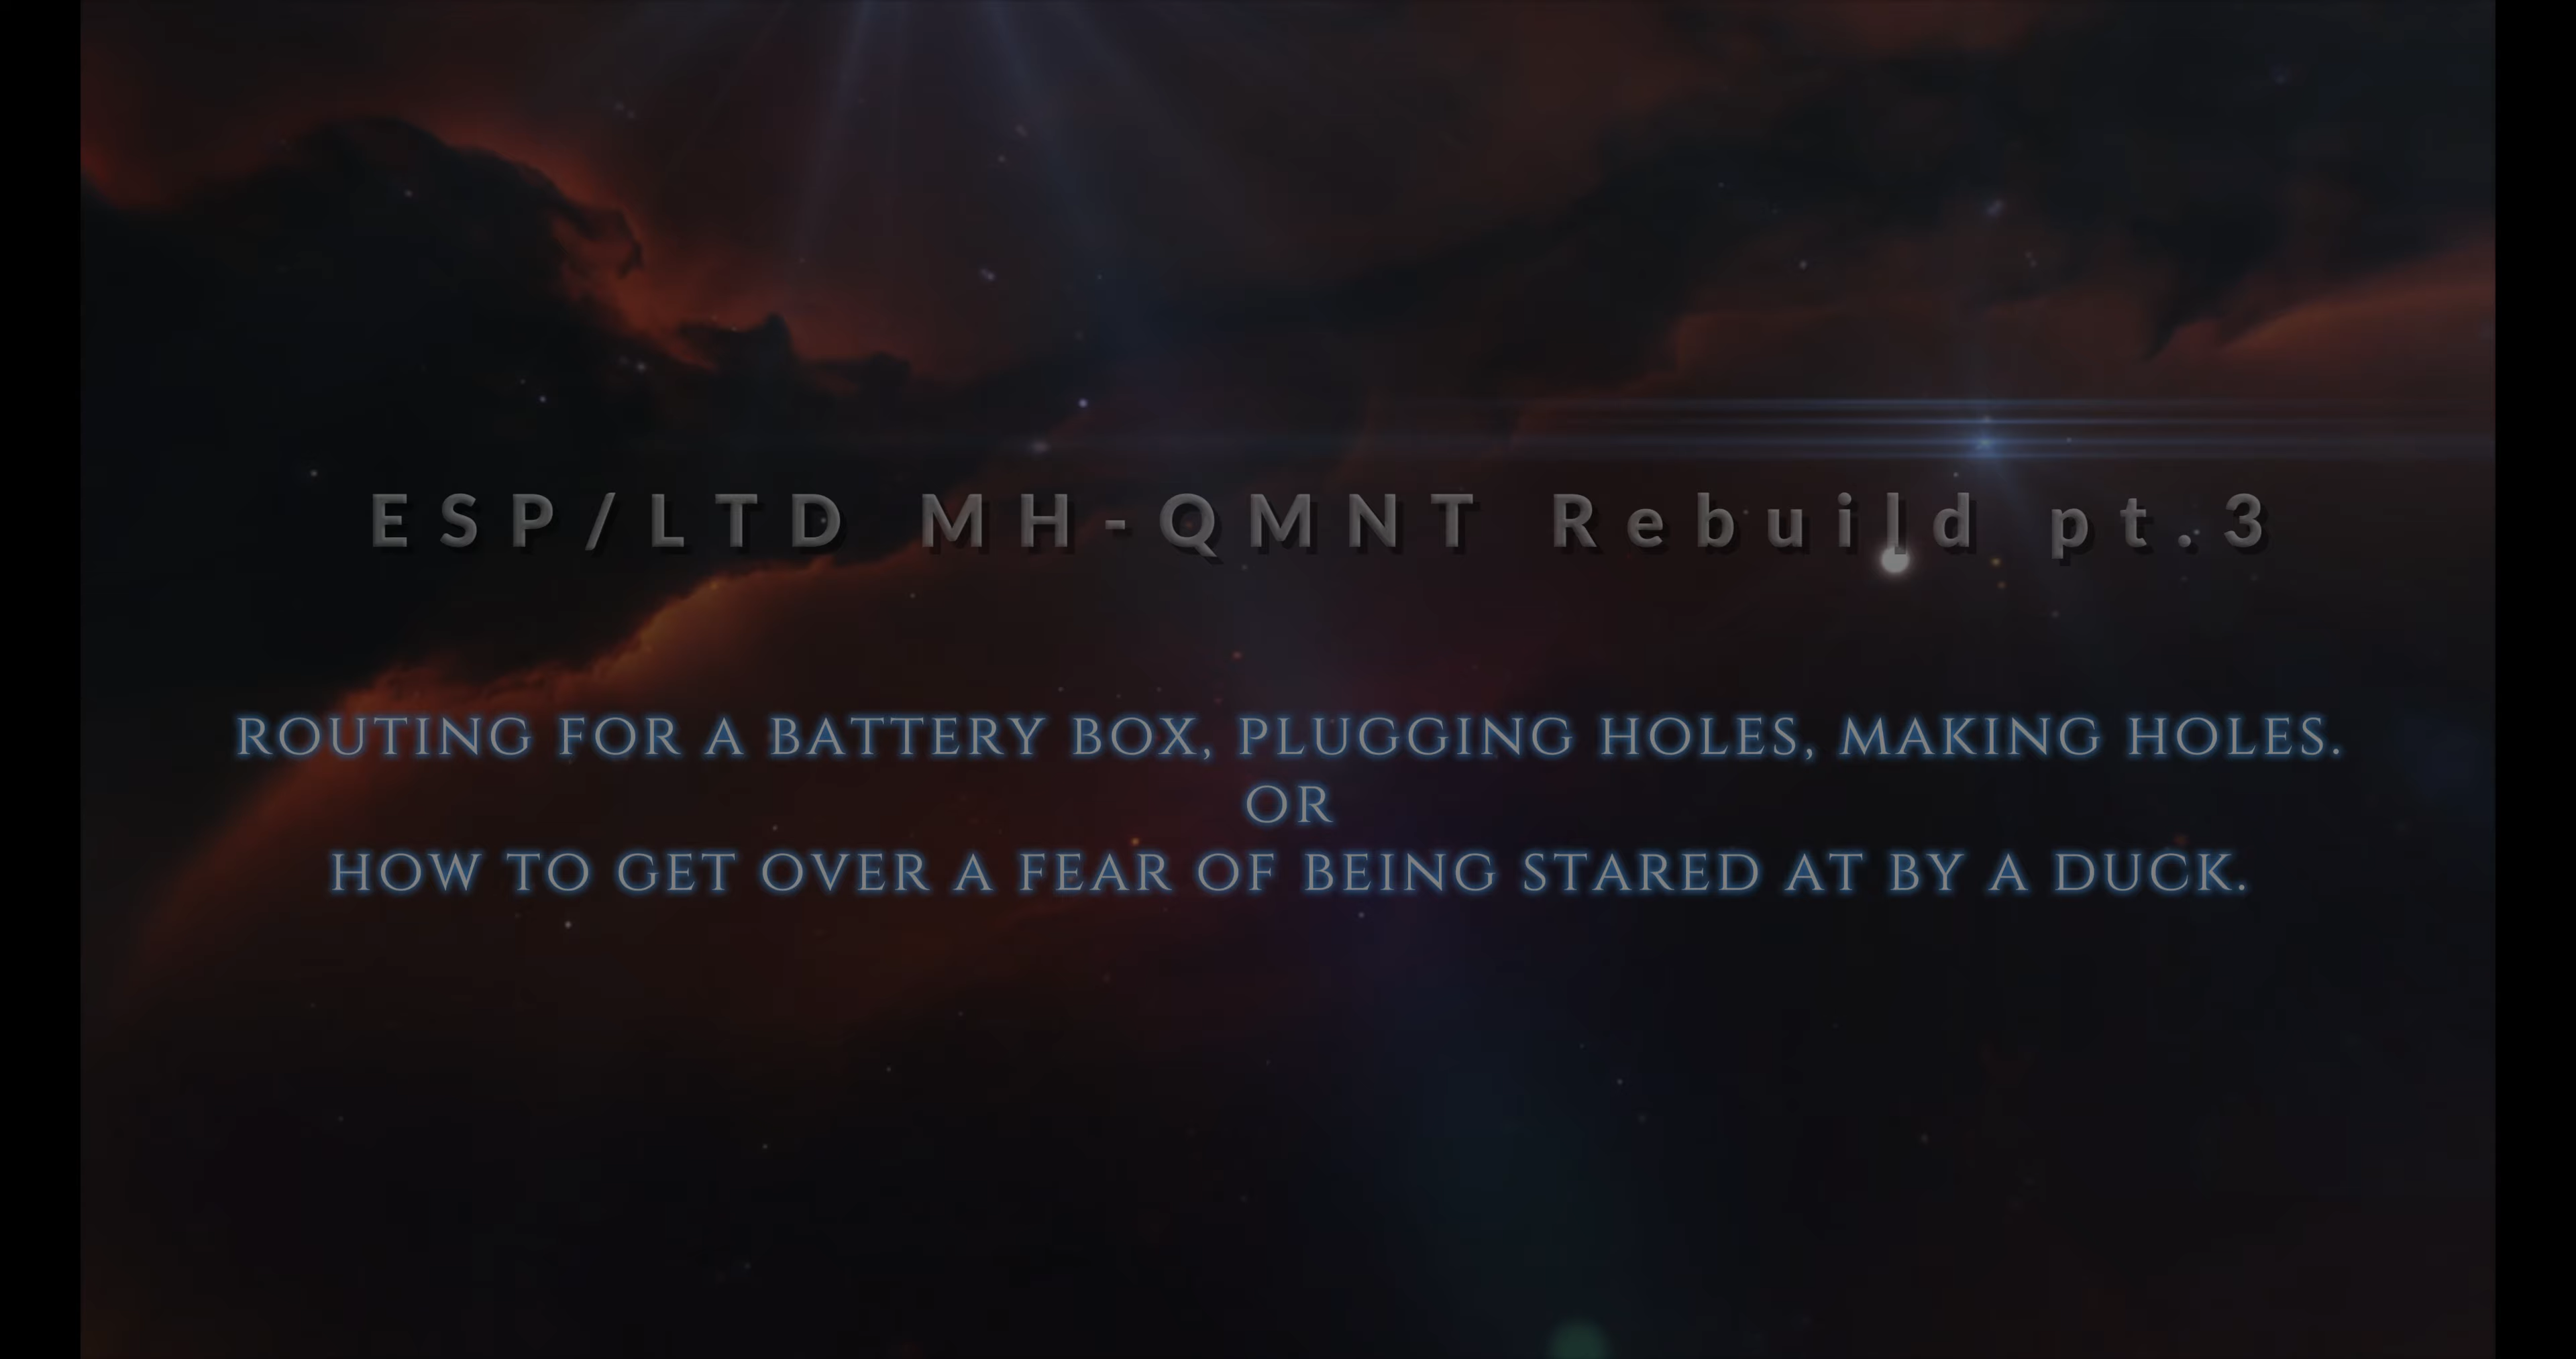 ESP/LTD MH-QMNT Rebuild pt.3
ROUTING FOR A BATTERY BOX, PLUGGING HOLES, MAKING HOLES.
OR
HOW TO GET OVER A FEAR OF BEING STARED AT BY A DUCK.